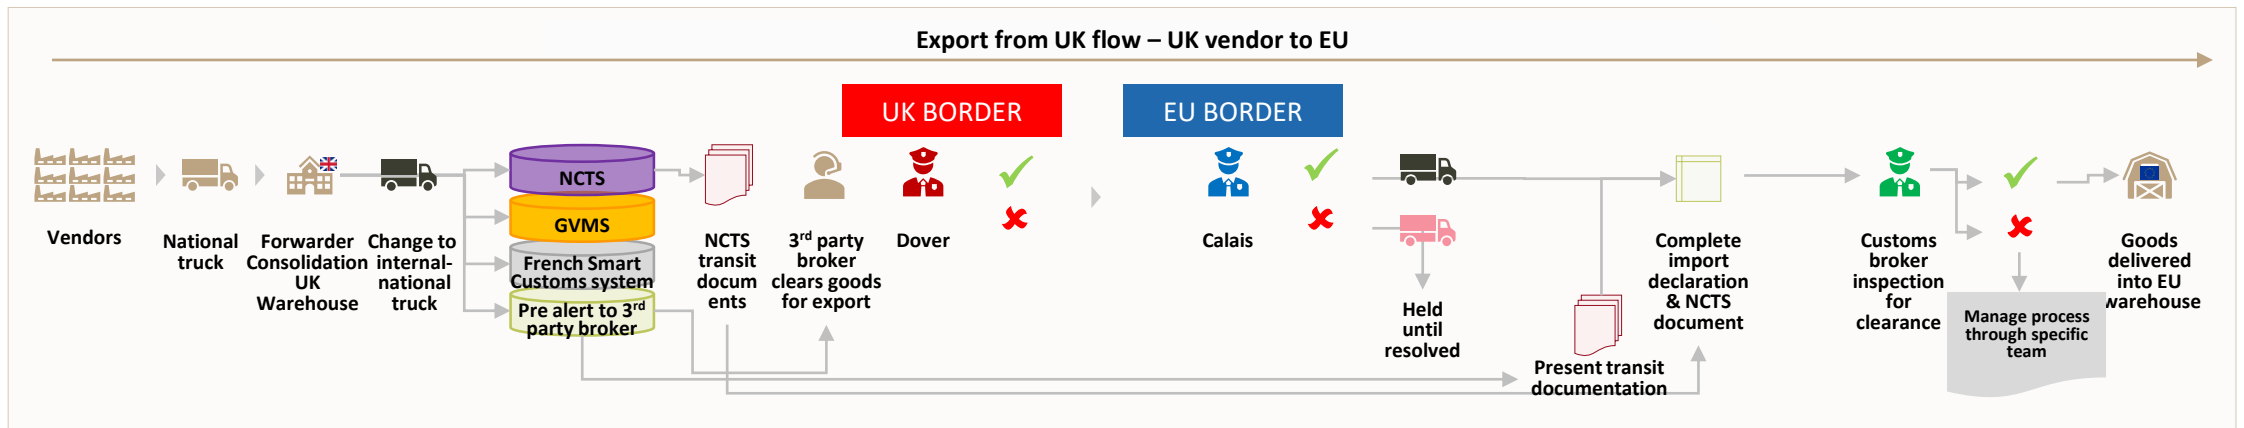 Export from UK flow – UK vendor to EU
UK BORDER
EU BORDER
Vendors
National
truck
Forwarder
Consolidation
UK
Warehouse
Change to
internal-
national
truck
NCTS
GVMS
French Smart
Customs system
Pre alert to 3rd
party broker
NCTS
transit
docum
ents
3rd party
broker
clears goods
for export
Dover
Calais
Held
until
resolved
Present transit
documentation
Complete
import
declaration
& NCTS
document
Customs
broker
inspection
for
clearance
Manage process
through specific
team
Goods
delivered
into EU
warehouse